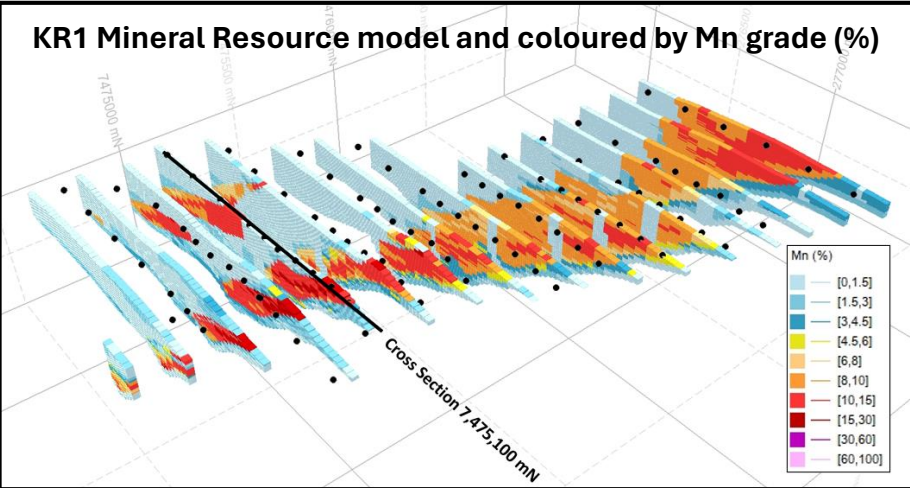 KR1 Mineral Resource model and coloured by Mn grade (%)
7475000 mN
Cross Section 7,475,100 mN
Mn (%)
[0,1.5]
[1.5,3]
[3,4.5]
[4.5,6]
[6,8]
[8,10]
[10,15]
[15,30]
[30,60]
[60,100]